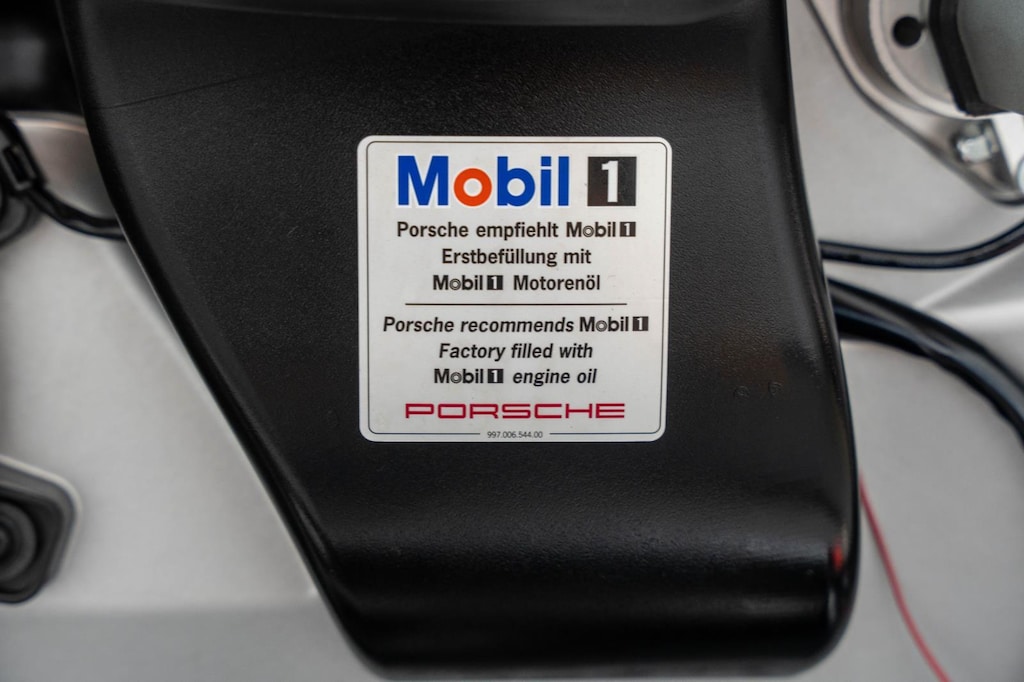 Mobil 1
Porsche empfiehlt Mobil 1
Erstbefüllung mit
Mobil 1 Motorenöl
Porsche recommends Mobil 1
Factory filled with
Mobil 1 engine oil
PORSCHE
997.006.544.00